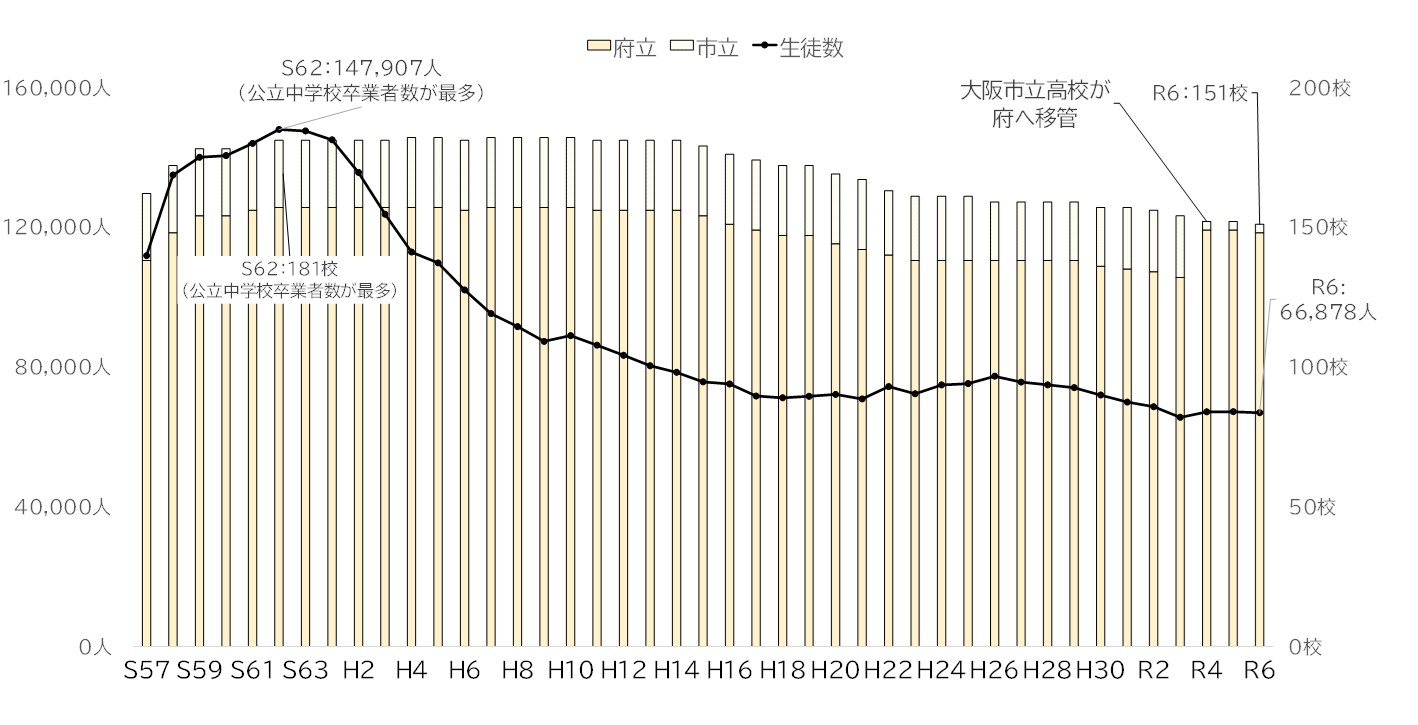 府立 市立 生徒数
S62：147,907人
（公立中学校卒業者数が最多）
大阪市立高校が
府へ移管
R6：151校
160,000人
120,000人
80,000人
40,000人
0人
200校
150校
100校
50校
0校
S62：181校
（公立中学校卒業者数が最多）
R6：
66,878人
S57 S59 S61 S63 H2 H4 H6 H8 H10 H12 H14 H16 H18 H20 H22 H24 H26 H28 H30 R2 R4 R6